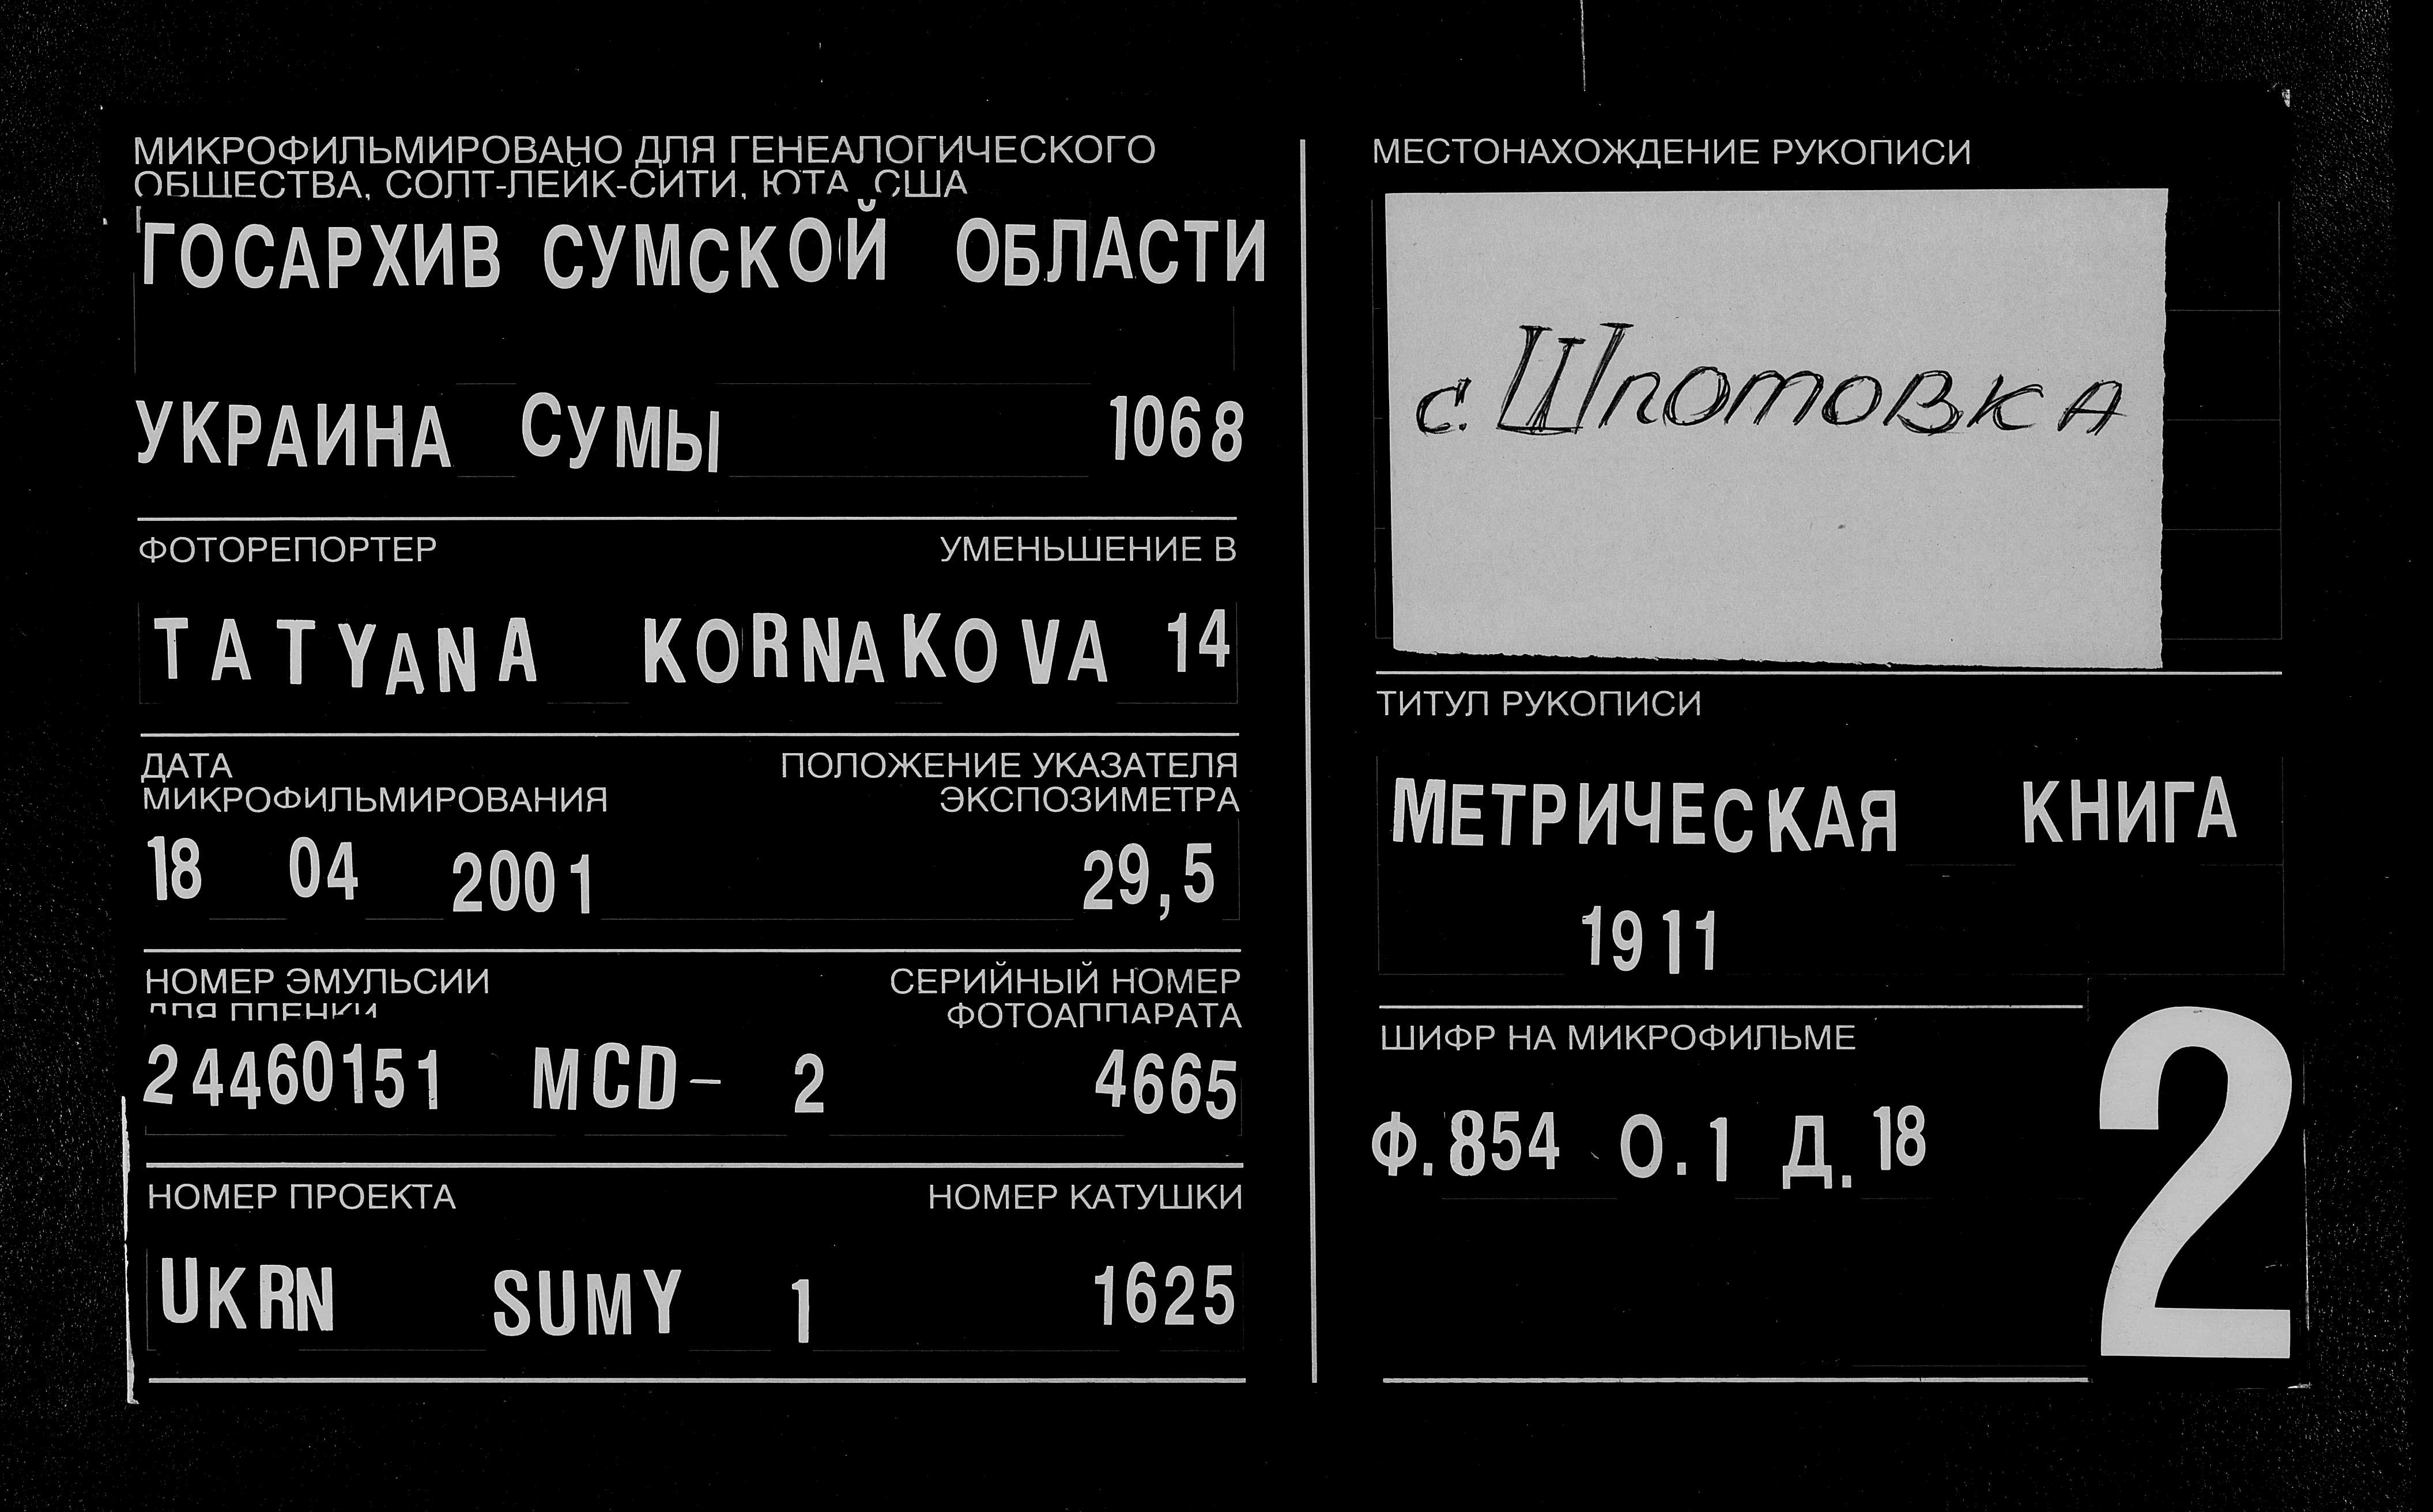 МИКРОФИЛЬМИРОВАНО ДЛЯ ГЕНЕАЛОГИЧЕСКОГО
ОБЩЕСТВА, СОЛТ-ЛЕЙК-СИТИ, ЮТА, США
ГОСАРХИВ СУМСКОЙ ОБЛАСТИ
УКРАИНА СУМЫ 1068
ФОТОРЕПОРТЕР УМЕНЬШЕНИЕ В
TATYANA KORNAKOVA 14
ДАТА ПОЛОЖЕНИЕ УКАЗАТЕЛЯ
МИКРОФИЛЬМИРОВАНИЯ ЭКСПОЗИМЕТРА
18 04 2001 29,5
НОМЕР ЭМУЛЬСИИ СЕРИЙНЫЙ НОМЕР
ДЛЯ ПЛЕНКИ ФОТОАППАРАТА
24460151 MCD- 2 4665
НОМЕР ПРОЕКТА НОМЕР КАТУШКИ
UKRN SUMY 1 1625
МЕСТОНАХОЖДЕНИЕ РУКОПИСИ
с. Шпотовка
ТИТУЛ РУКОПИСИ
МЕТРИЧЕСКАЯ КНИГА
1911
ШИФР НА МИКРОФИЛЬМЕ
Ф.854 О.1 Д.18
2